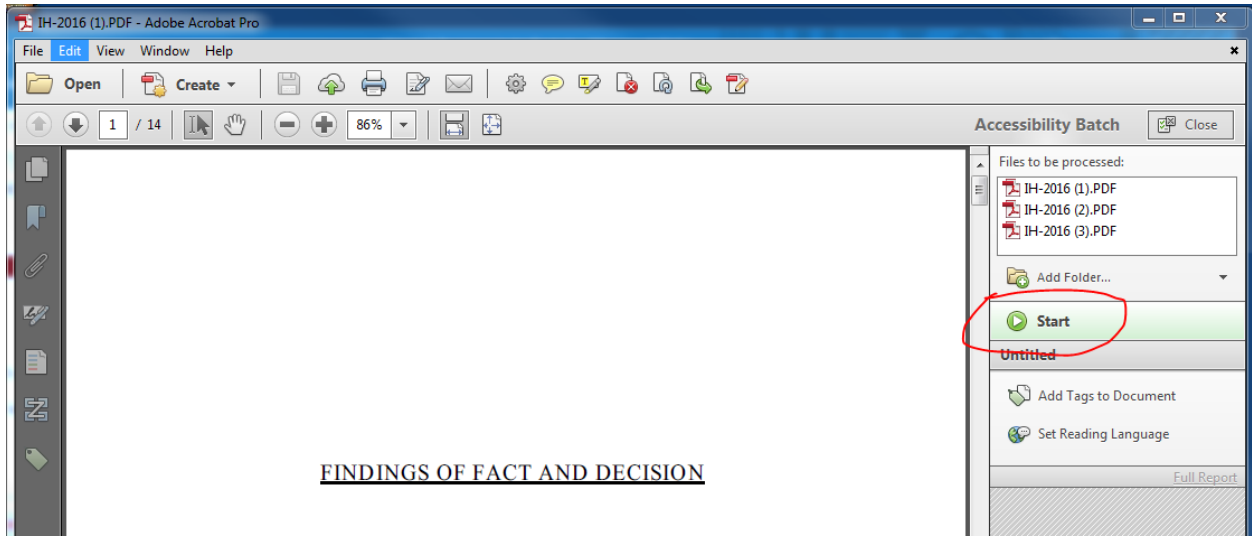 IH-2016 (1).PDF - Adobe Acrobat Pro
File Edit View Window Help
Open Create
1 / 14 86% Accessibility Batch Close
Files to be processed:
IH-2016 (1).PDF
IH-2016 (2).PDF
IH-2016 (3).PDF
Add Folder...
Start
Untitled
Add Tags to Document
Set Reading Language
Full Report
FINDINGS OF FACT AND DECISION